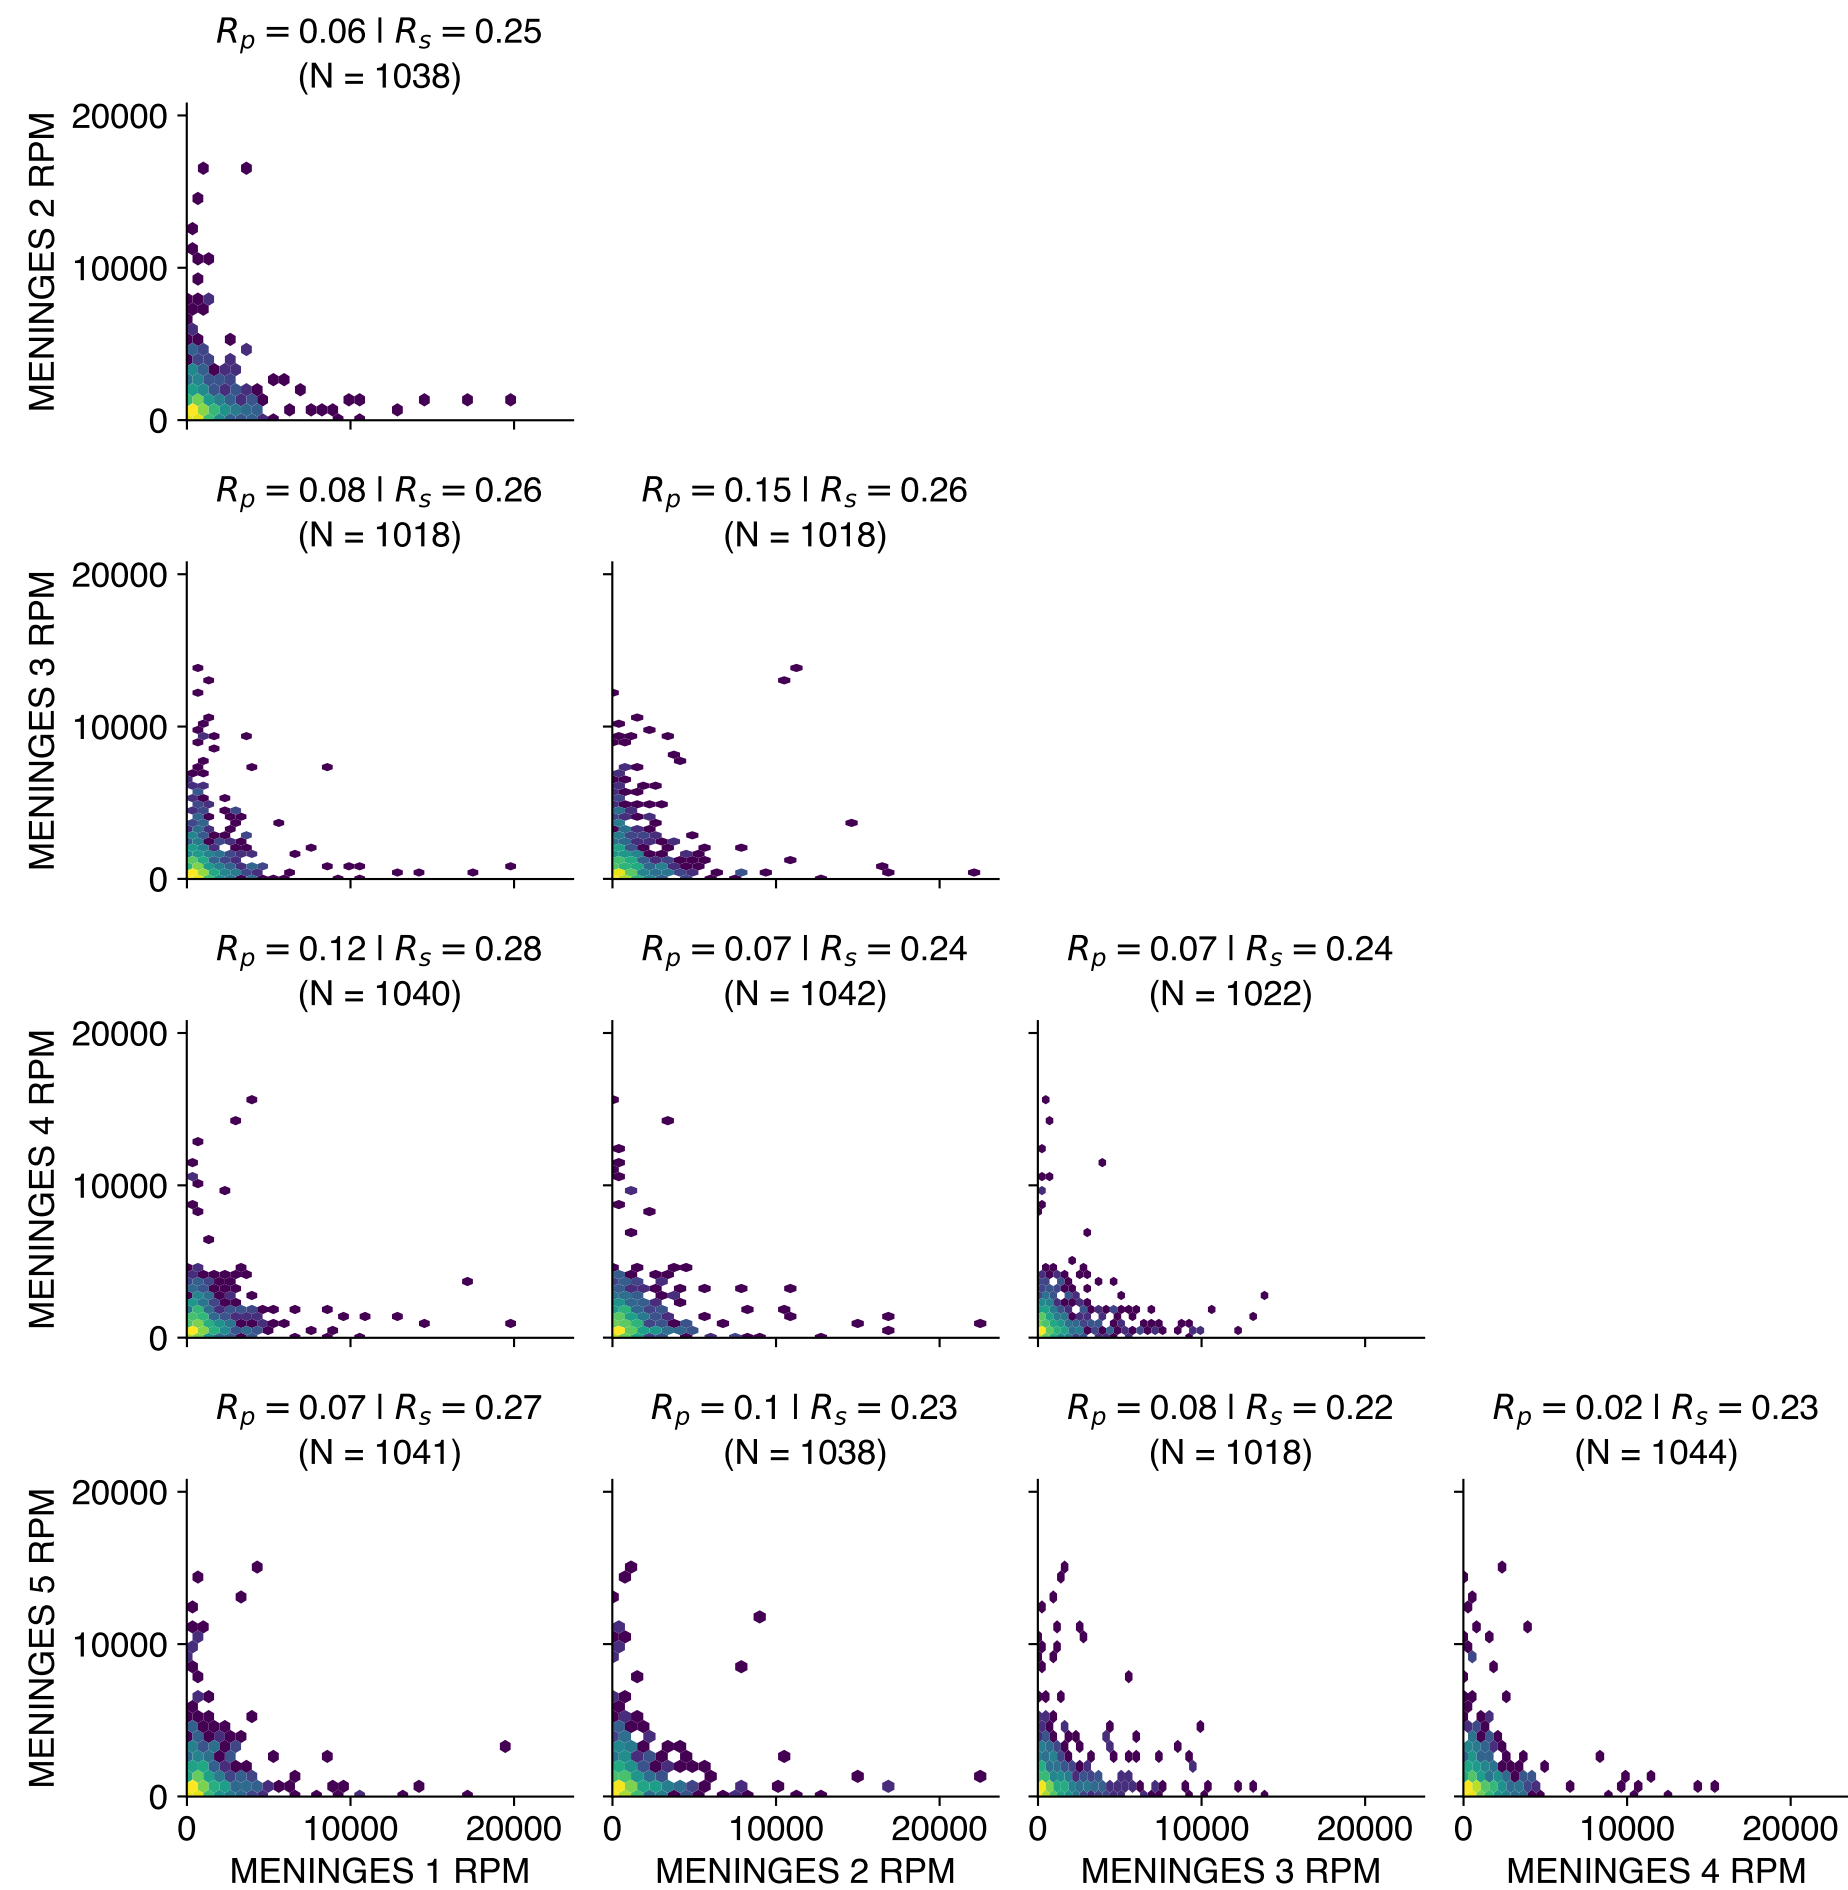 Rp = 0.06 | Rs = 0.25
(N = 1038)
MENINGES 2 RPM
20000
10000
0
Rp = 0.08 | Rs = 0.26
(N = 1018)
Rp = 0.15 | Rs = 0.26
(N = 1018)
MENINGES 3 RPM
20000
10000
0
Rp = 0.12 | Rs = 0.28
(N = 1040)
Rp = 0.07 | Rs = 0.24
(N = 1042)
Rp = 0.07 | Rs = 0.24
(N = 1022)
MENINGES 4 RPM
20000
10000
0
Rp = 0.07 | Rs = 0.27
(N = 1041)
Rp = 0.1 | Rs = 0.23
(N = 1038)
Rp = 0.08 | Rs = 0.22
(N = 1018)
Rp = 0.02 | Rs = 0.23
(N = 1044)
MENINGES 5 RPM
20000
10000
0
0 10000 20000
MENINGES 1 RPM
0 10000 20000
MENINGES 2 RPM
0 10000 20000
MENINGES 3 RPM
0 10000 20000
MENINGES 4 RPM